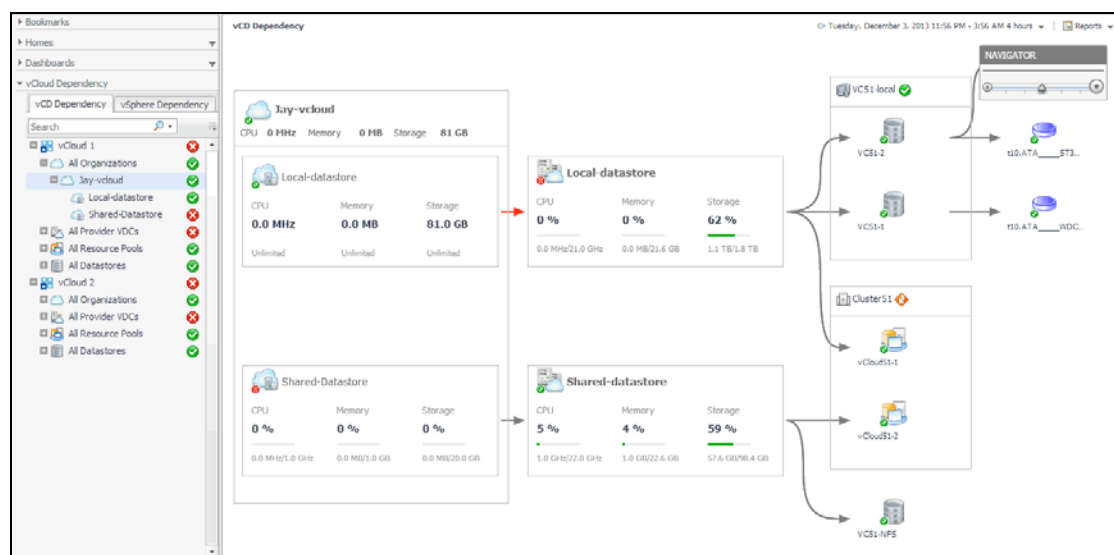 Bookmarks
Homes
Dashboards
vCloud Dependency
vCD Dependency
vSphere Dependency
Search
vCloud 1
All Organizations
Jay-vcloud
Local-datastore
Shared-Datastore
All Provider VDCs
All Resource Pools
All Datastores
vCloud 2
All Organizations
All Provider VDCs
All Resource Pools
All Datastores
vCD Dependency
Tuesday, December 3, 2013 11:56 PM - 3:56 AM 4 hours
Reports
NAVIGATOR
Jay-vcloud
CPU 0 MHz Memory 0 MB Storage 81 GB
Local-datastore
CPU Memory Storage
0.0 MHz 0.0 MB 81.0 GB
Unlimited Unlimited Unlimited
Local-datastore
CPU Memory Storage
0 % 0 % 62 %
0.0 MHz/21.0 GHz 0.0 MB/21.6 GB 1.1 TB/1.8 TB
VC51-local
VC51-2
VC51-1
t10.ATA_____ST3...
t10.ATA_____WDC...
Cluster51
vCloud51-1
vCloud51-2
Shared-Datastore
CPU Memory Storage
0 % 0 % 0 %
0.0 MHz/1.0 GHz 0.0 MB/1.0 GB 0.0 MB/20.0 GB
Shared-datastore
CPU Memory Storage
5 % 4 % 59 %
1.0 GHz/22.0 GHz 1.0 GB/22.6 GB 57.6 GB/98.4 GB
VC51-NFS